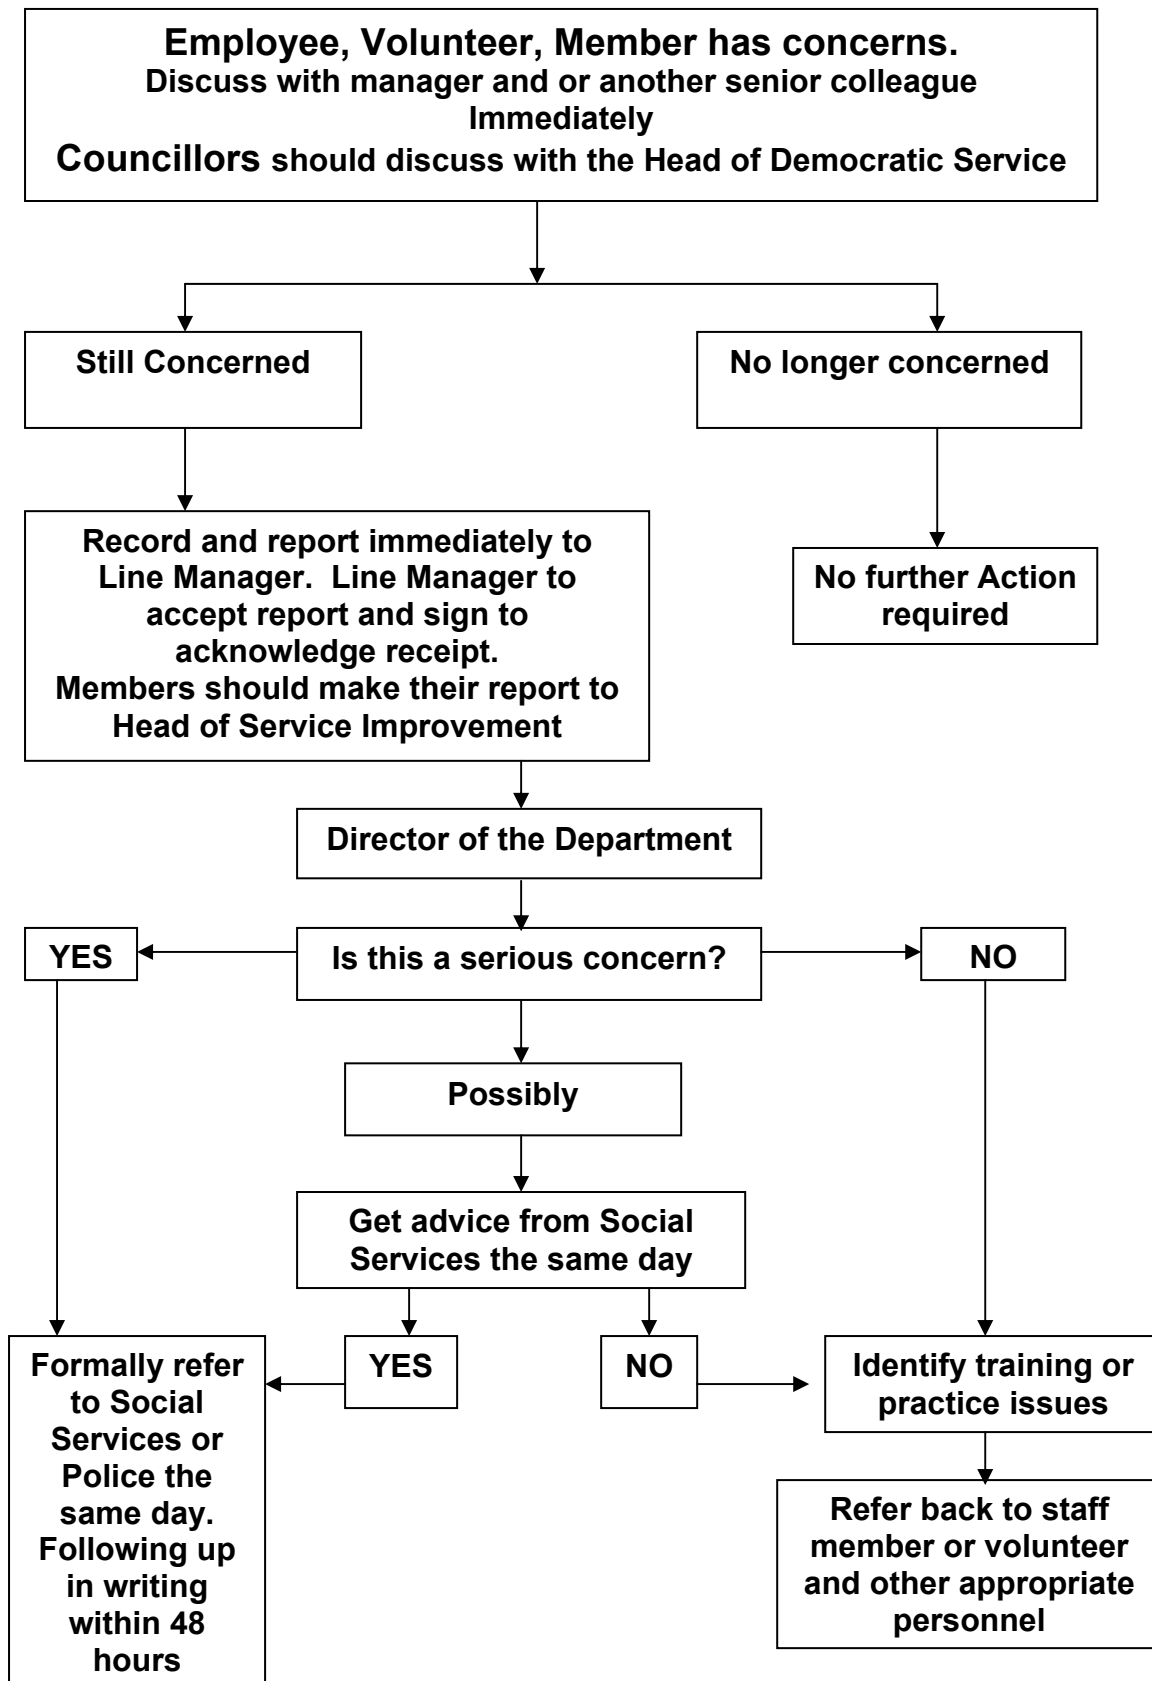 Employee, Volunteer, Member has concerns.
Discuss with manager and or another senior colleague
Immediately
Councillors should discuss with the Head of Democratic Service
Still Concerned
No longer concerned
Record and report immediately to
Line Manager. Line Manager to
accept report and sign to
acknowledge receipt.
Members should make their report to
Head of Service Improvement
No further Action
required
Director of the Department
YES
Is this a serious concern?
NO
Possibly
Get advice from Social
Services the same day
YES
NO
Formally refer
to Social
Services or
Police the
same day.
Following up
in writing
within 48
hours
Identify training or
practice issues
Refer back to staff
member or volunteer
and other appropriate
personnel